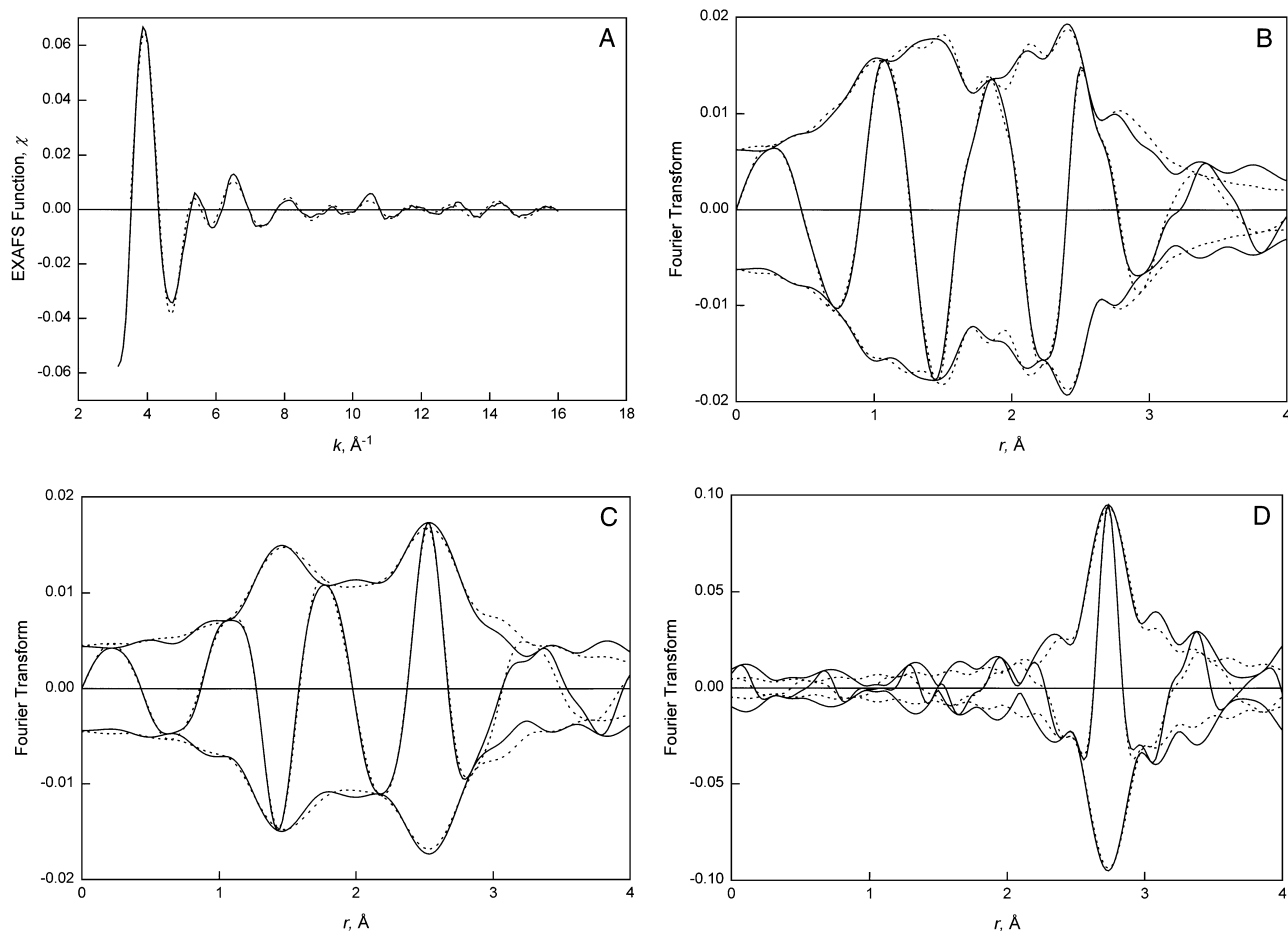 A
EXAFS Function, χ
0.06
0.04
0.02
0.00
-0.02
-0.04
-0.06
2 4 6 8 10 12 14 16 18
k, Å-1
B
Fourier Transform
0.02
0.01
0.00
-0.01
-0.02
0 1 2 3 4
r, Å
C
Fourier Transform
0.02
0.01
0.00
-0.01
-0.02
0 1 2 3 4
r, Å
D
Fourier Transform
0.10
0.05
0.00
-0.05
-0.10
0 1 2 3 4
r, Å